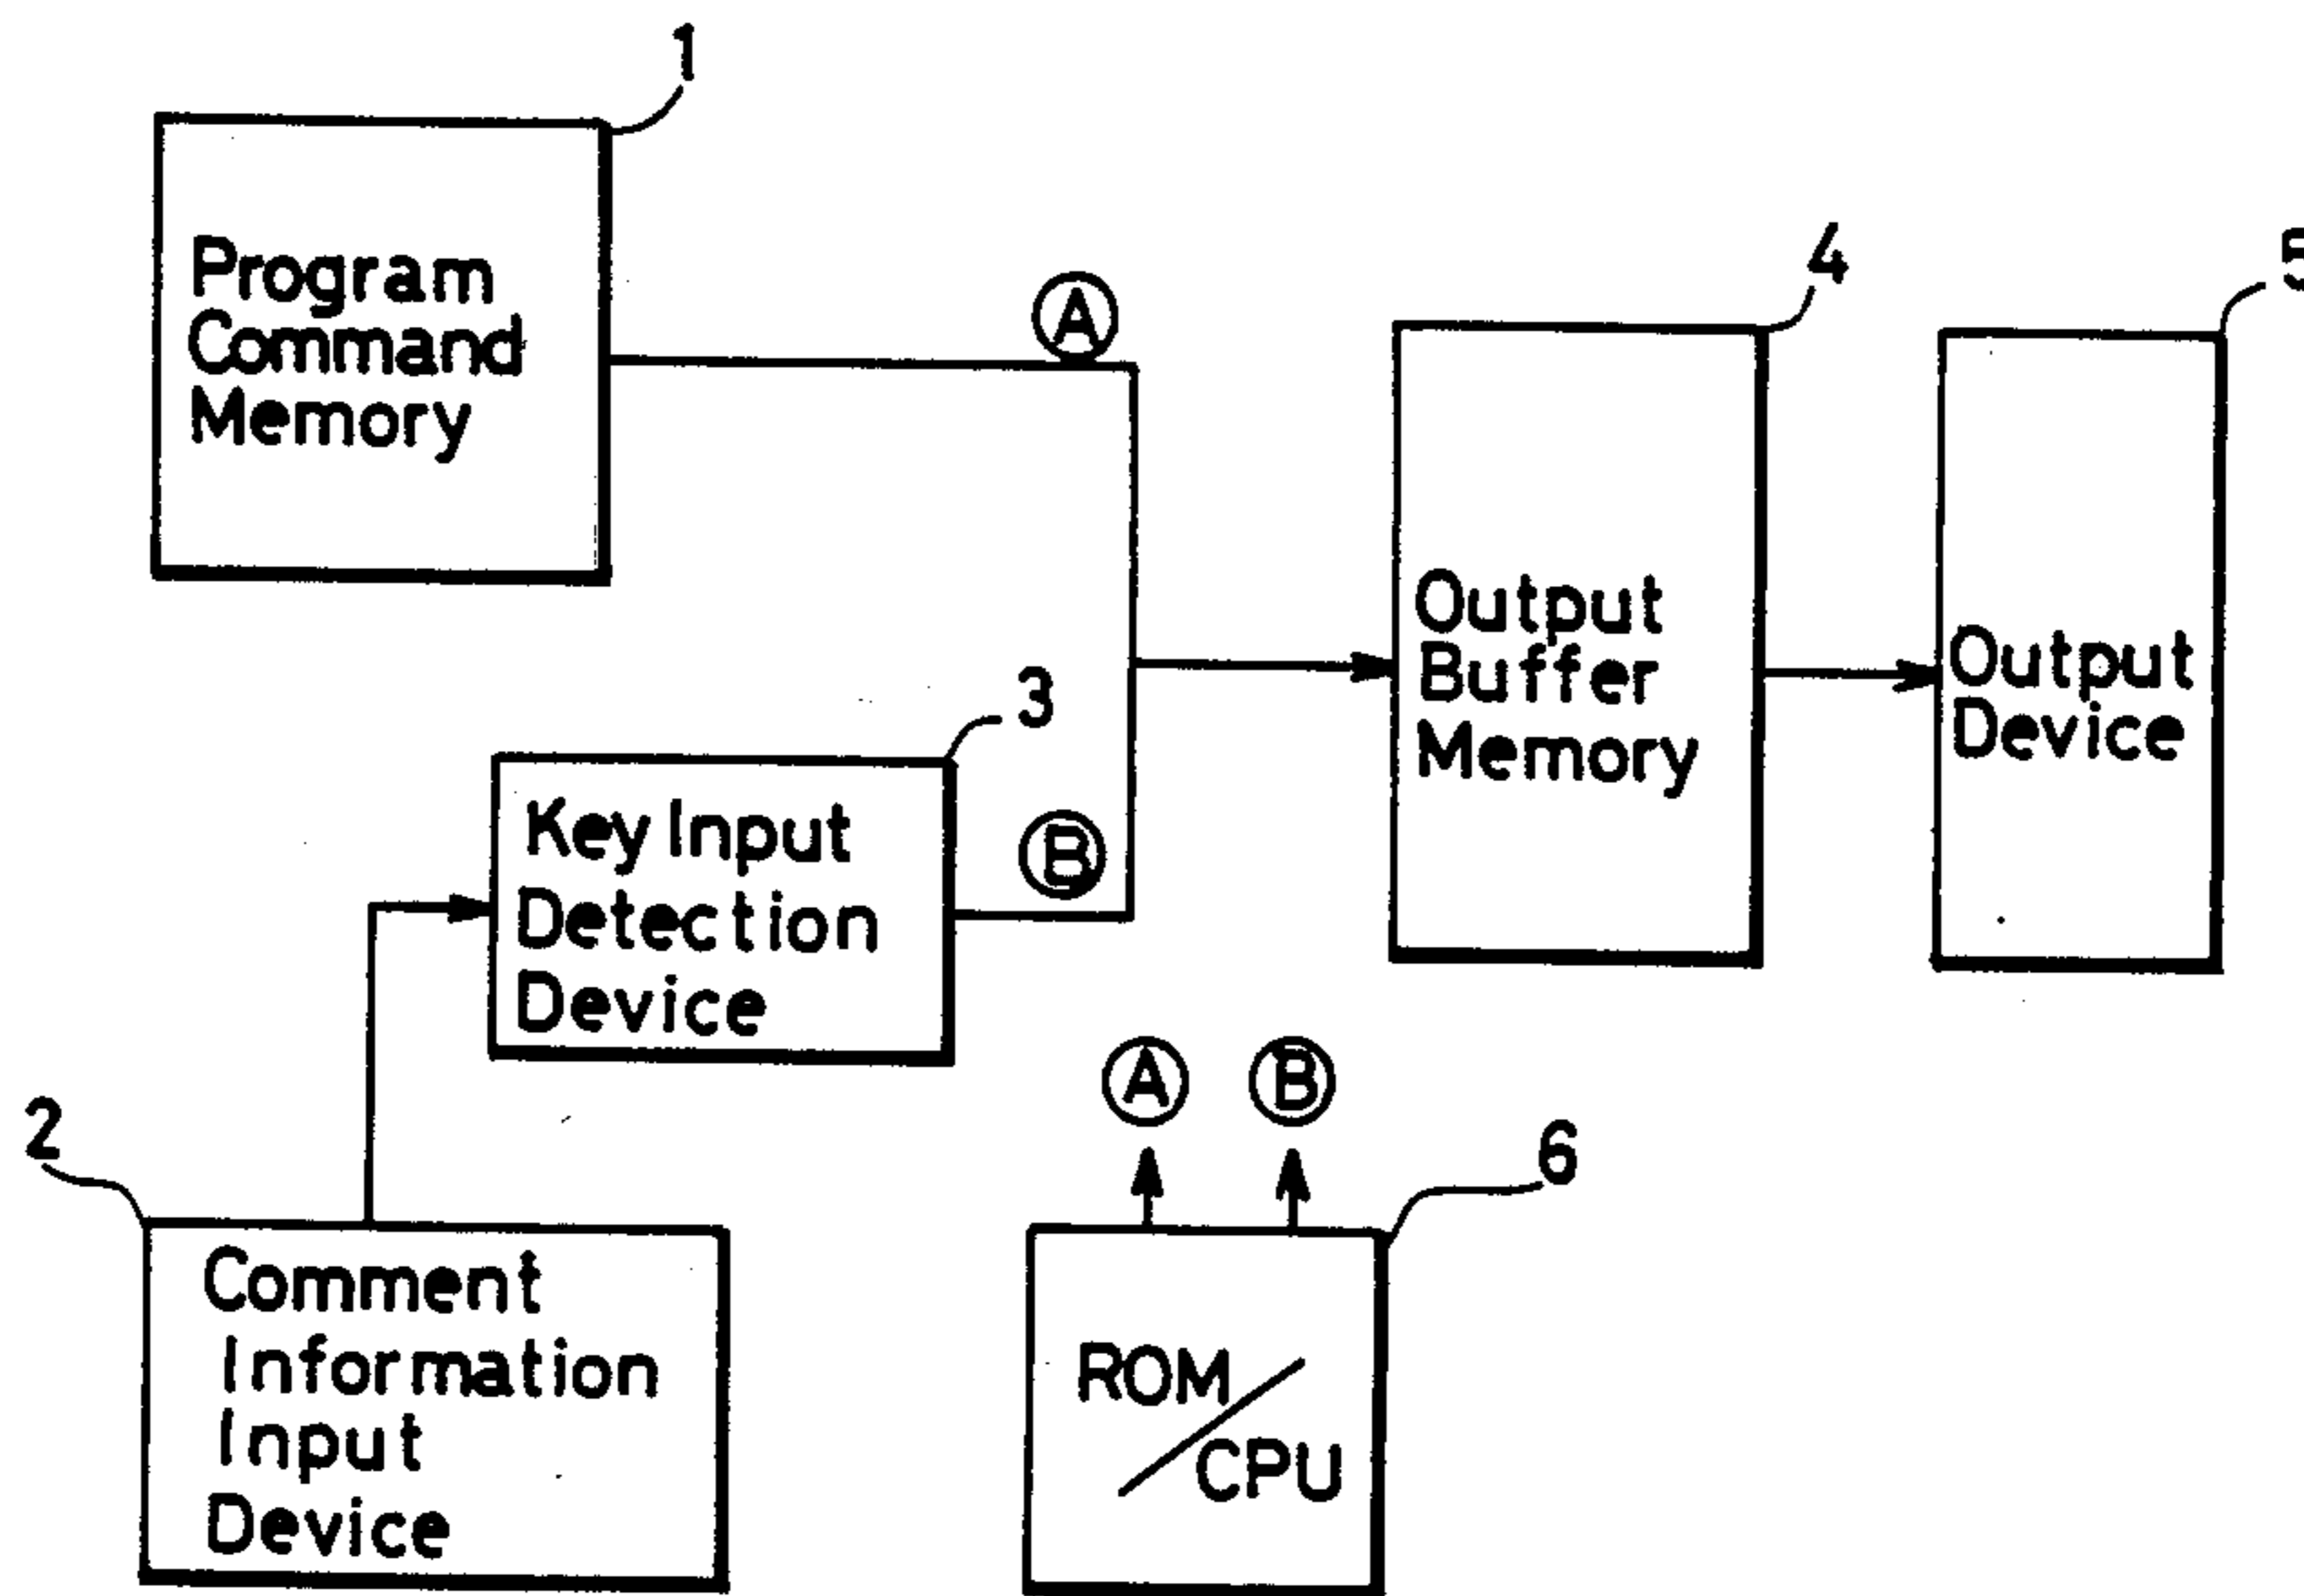 1
Program
Command
Memory
A
4
5
Output
Buffer
Memory
Output
Device
3
Key Input
Detection
Device
B
A
B
2
6
Comment
Information
Input
Device
ROM
/CPU